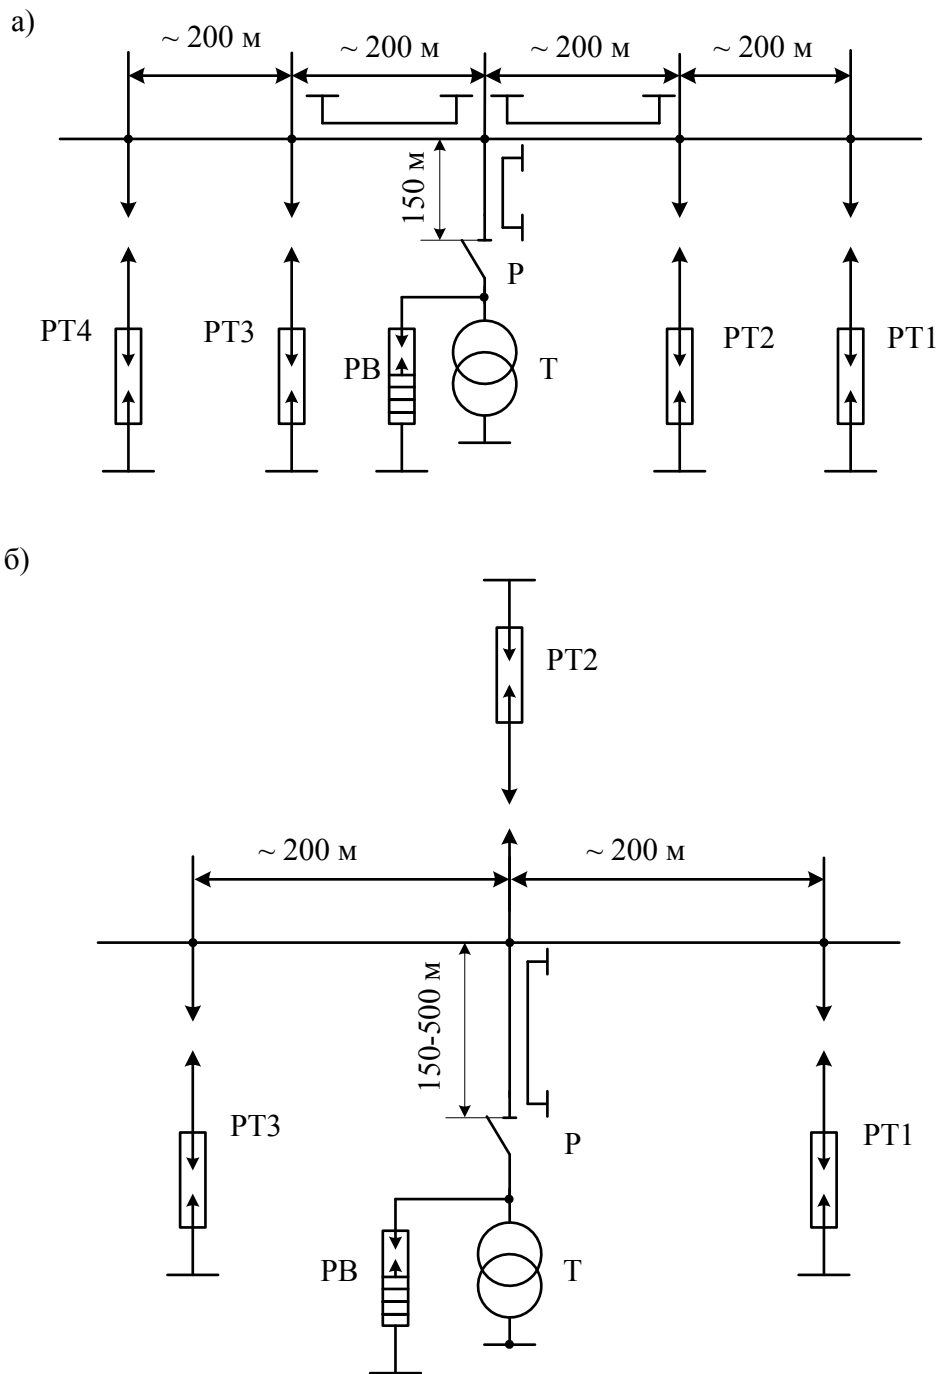 а)
~ 200 м ~ 200 м ~ 200 м ~ 200 м
150 м
Р
РТ4 РТ3 РВ Т РТ2 РТ1
б)
РТ2
~ 200 м ~ 200 м
150-500 м
РТ3 Р РТ1
РВ Т